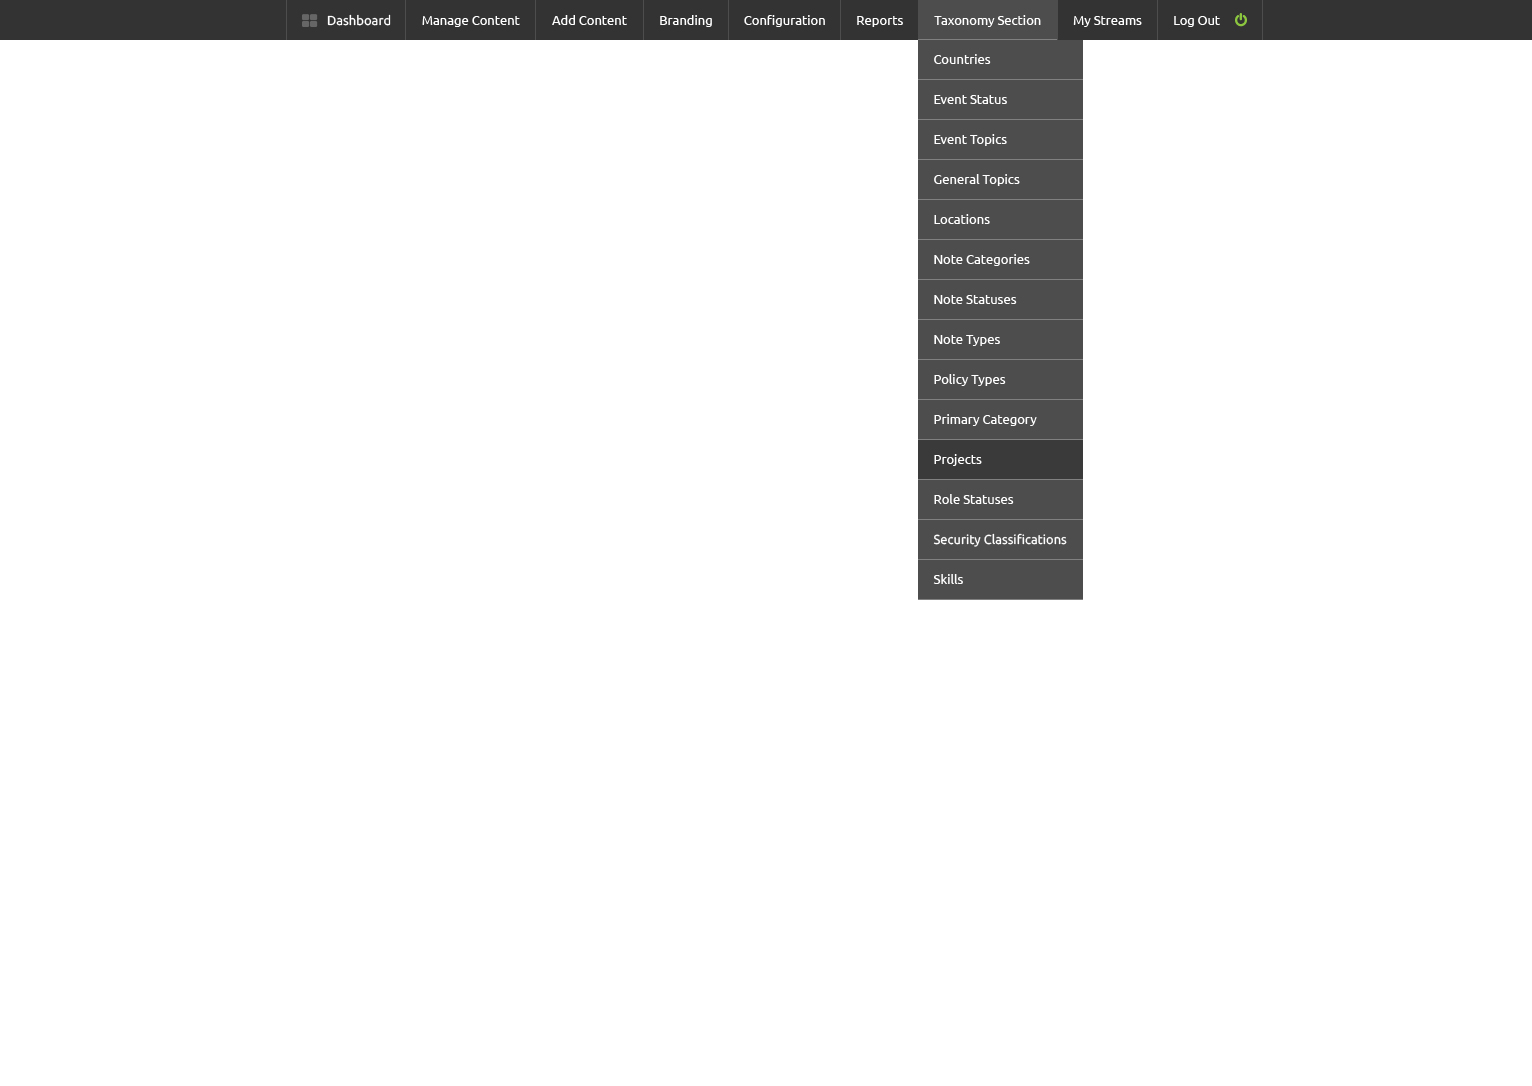 Dashboard Manage Content Add Content Branding Configuration Reports Taxonomy Section My Streams Log Out
Countries
Event Status
Event Topics
General Topics
Locations
Note Categories
Note Statuses
Note Types
Policy Types
Primary Category
Projects
Role Statuses
Security Classifications
Skills